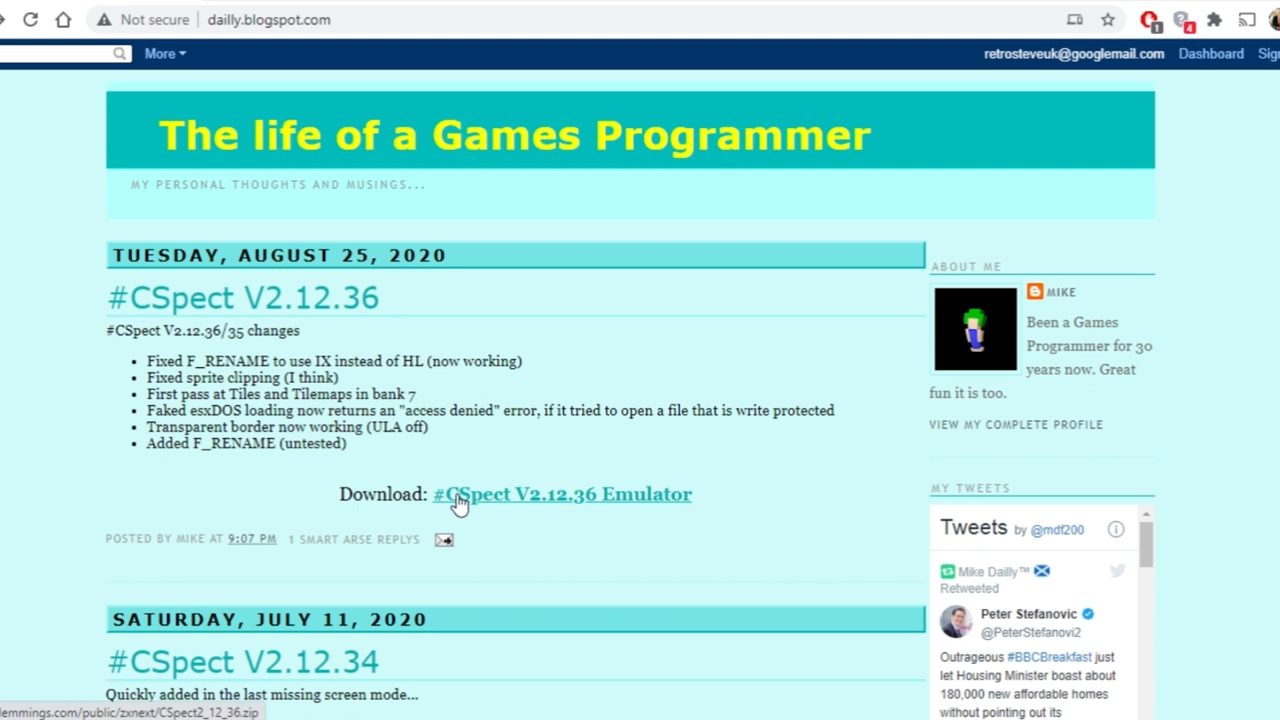 Not secure
dailly.blogspot.com
1
4
More
retrosteveuk@googlemail.com
Dashboard
Sig
The life of a Games Programmer
MY PERSONAL THOUGHTS AND MUSINGS...
TUESDAY, AUGUST 25, 2020
#CSpect V2.12.36
#CSpect V2.12.36/35 changes
• Fixed F_RENAME to use IX instead of HL (now working)
• Fixed sprite clipping (I think)
• First pass at Tiles and Tilemaps in bank 7
• Faked esxDOS loading now returns an "access denied" error, if it tried to open a file that is write protected
• Transparent border now working (ULA off)
• Added F_RENAME (untested)
Download: #CSpect V2.12.36 Emulator
POSTED BY MIKE AT 9:07 PM 1 SMART ARSE REPLYS
SATURDAY, JULY 11, 2020
#CSpect V2.12.34
Quickly added in the last missing screen mode...
lemmings.com/public/zxnext/CSpect2_12_36.zip
ABOUT ME
MIKE
Been a Games
Programmer for 30
years now. Great
fun it is too.
VIEW MY COMPLETE PROFILE
MY TWEETS
Tweets by @mdf200
Mike Dailly™
Retweeted
Peter Stefanovic
@PeterStefanovi2
Outrageous #BBCBreakfast just
let Housing Minister boast about
180,000 new affordable homes
without pointing out its